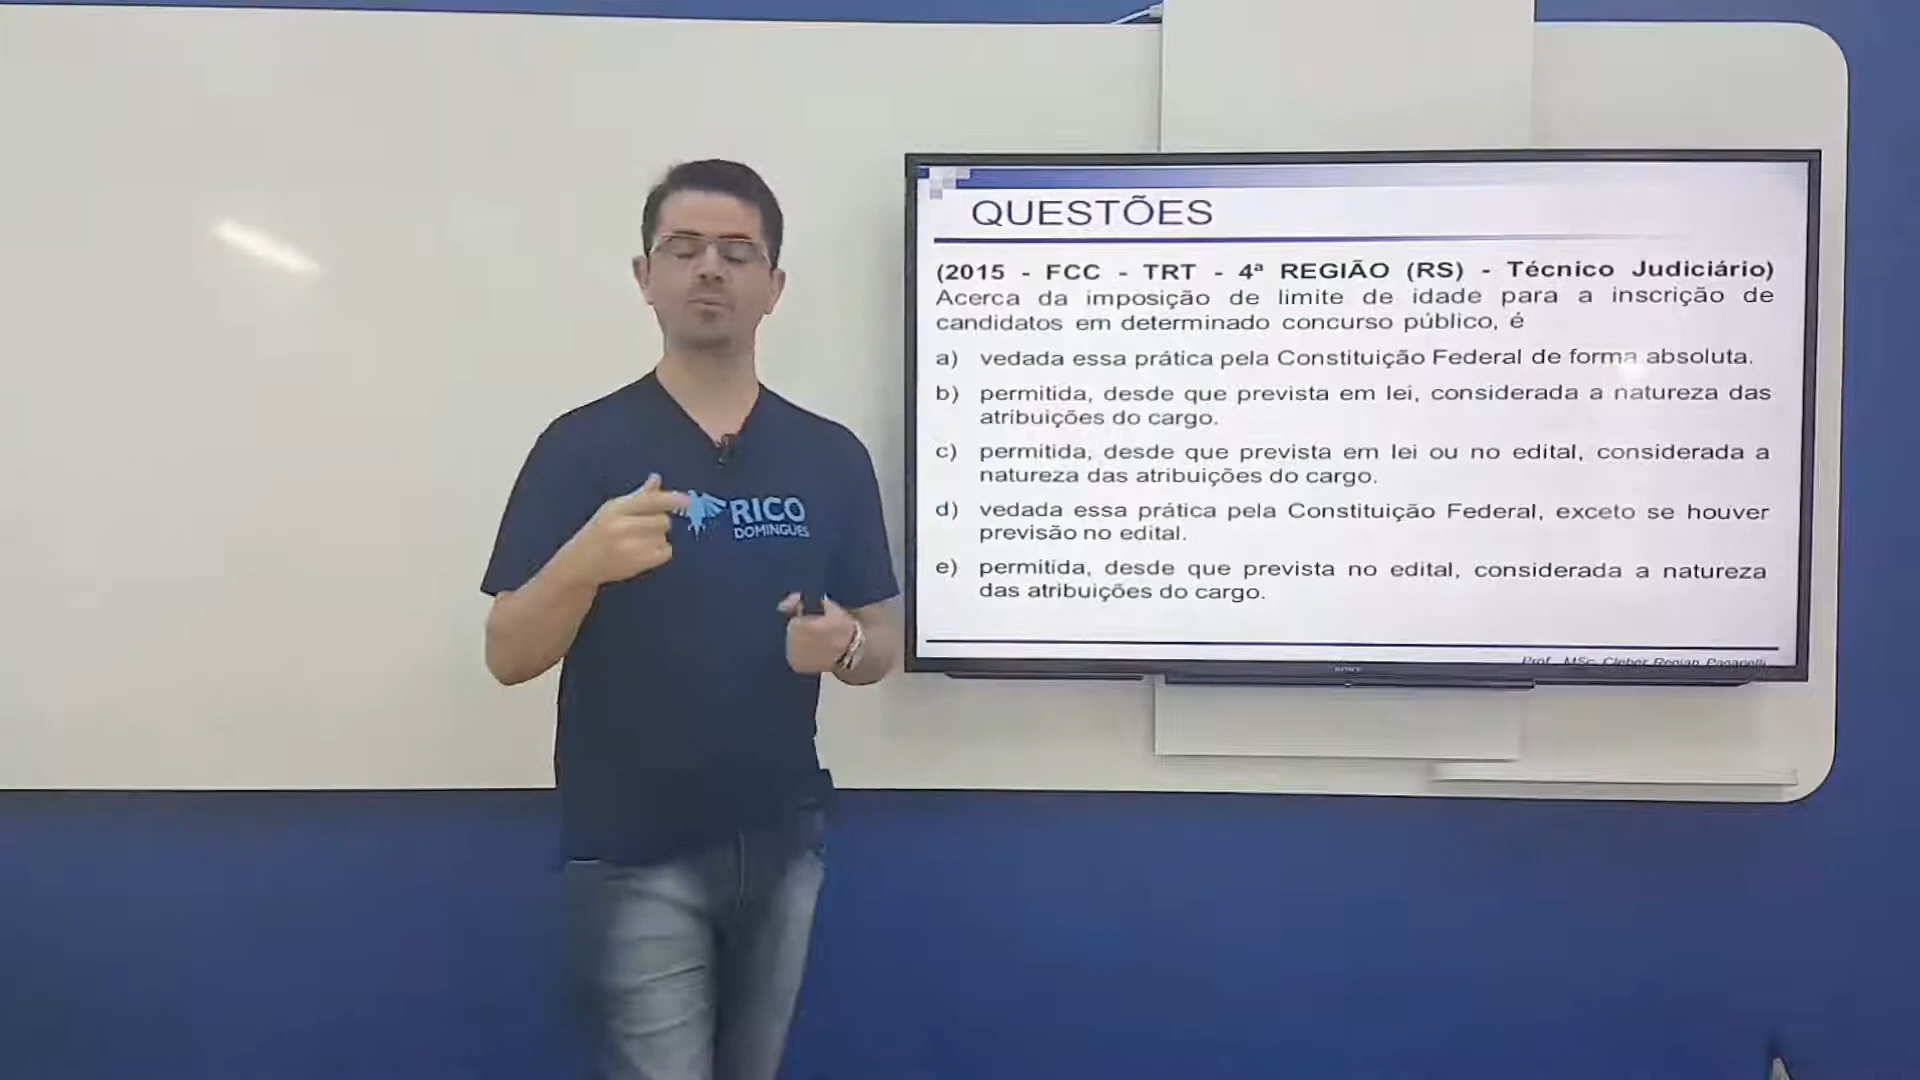 QUESTÕES
(2015 - FCC - TRT - 4ª REGIÃO (RS) - Técnico Judiciário)
Acerca da imposição de limite de idade para a inscrição de
candidatos em determinado concurso público, é
a) vedada essa prática pela Constituição Federal de forma absoluta.
b) permitida, desde que prevista em lei, considerada a natureza das
atribuições do cargo.
c) permitida, desde que prevista em lei ou no edital, considerada a
natureza das atribuições do cargo.
d) vedada essa prática pela Constituição Federal, exceto se houver
previsão no edital.
e) permitida, desde que prevista no edital, considerada a natureza
das atribuições do cargo.
Prof. MSc. Cleber
SONY
RICO
DOMINGUES